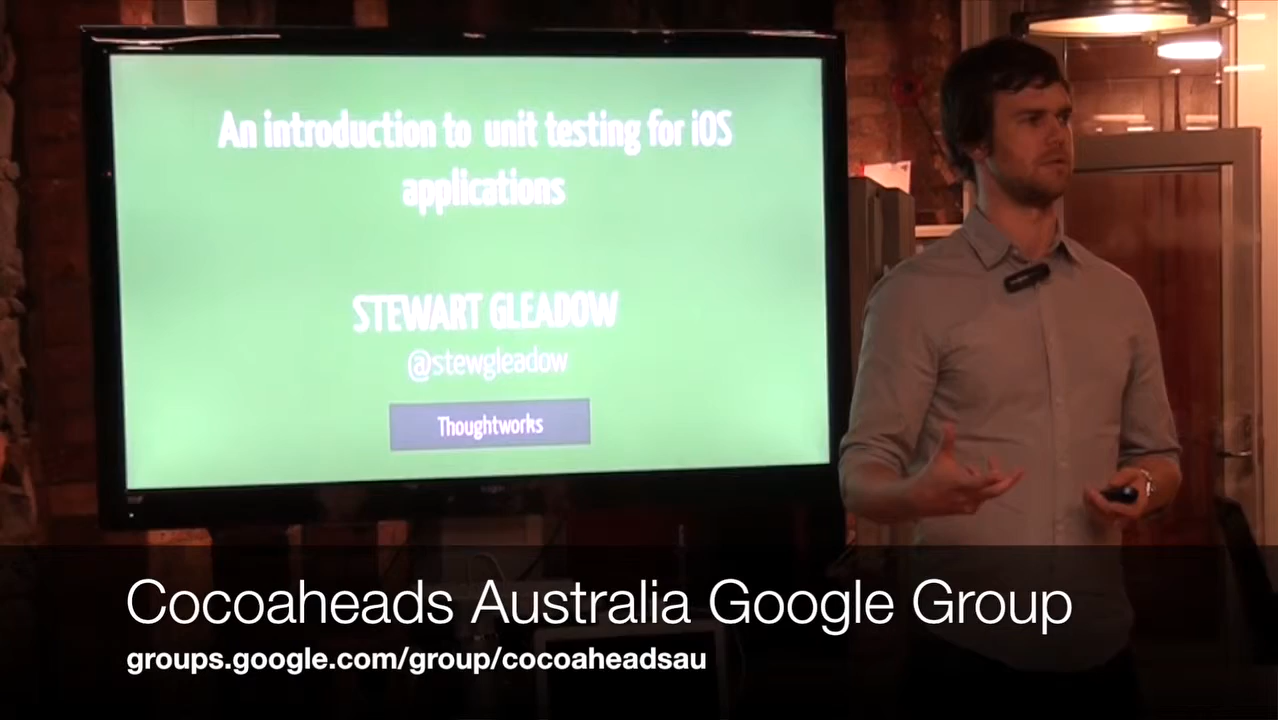 An introduction to unit testing for iOS
applications
STEWART GLEADOW
@stewgleadow
Thoughtworks
Cocoaheads Australia Google Group
groups.google.com/group/cocoaheadsau